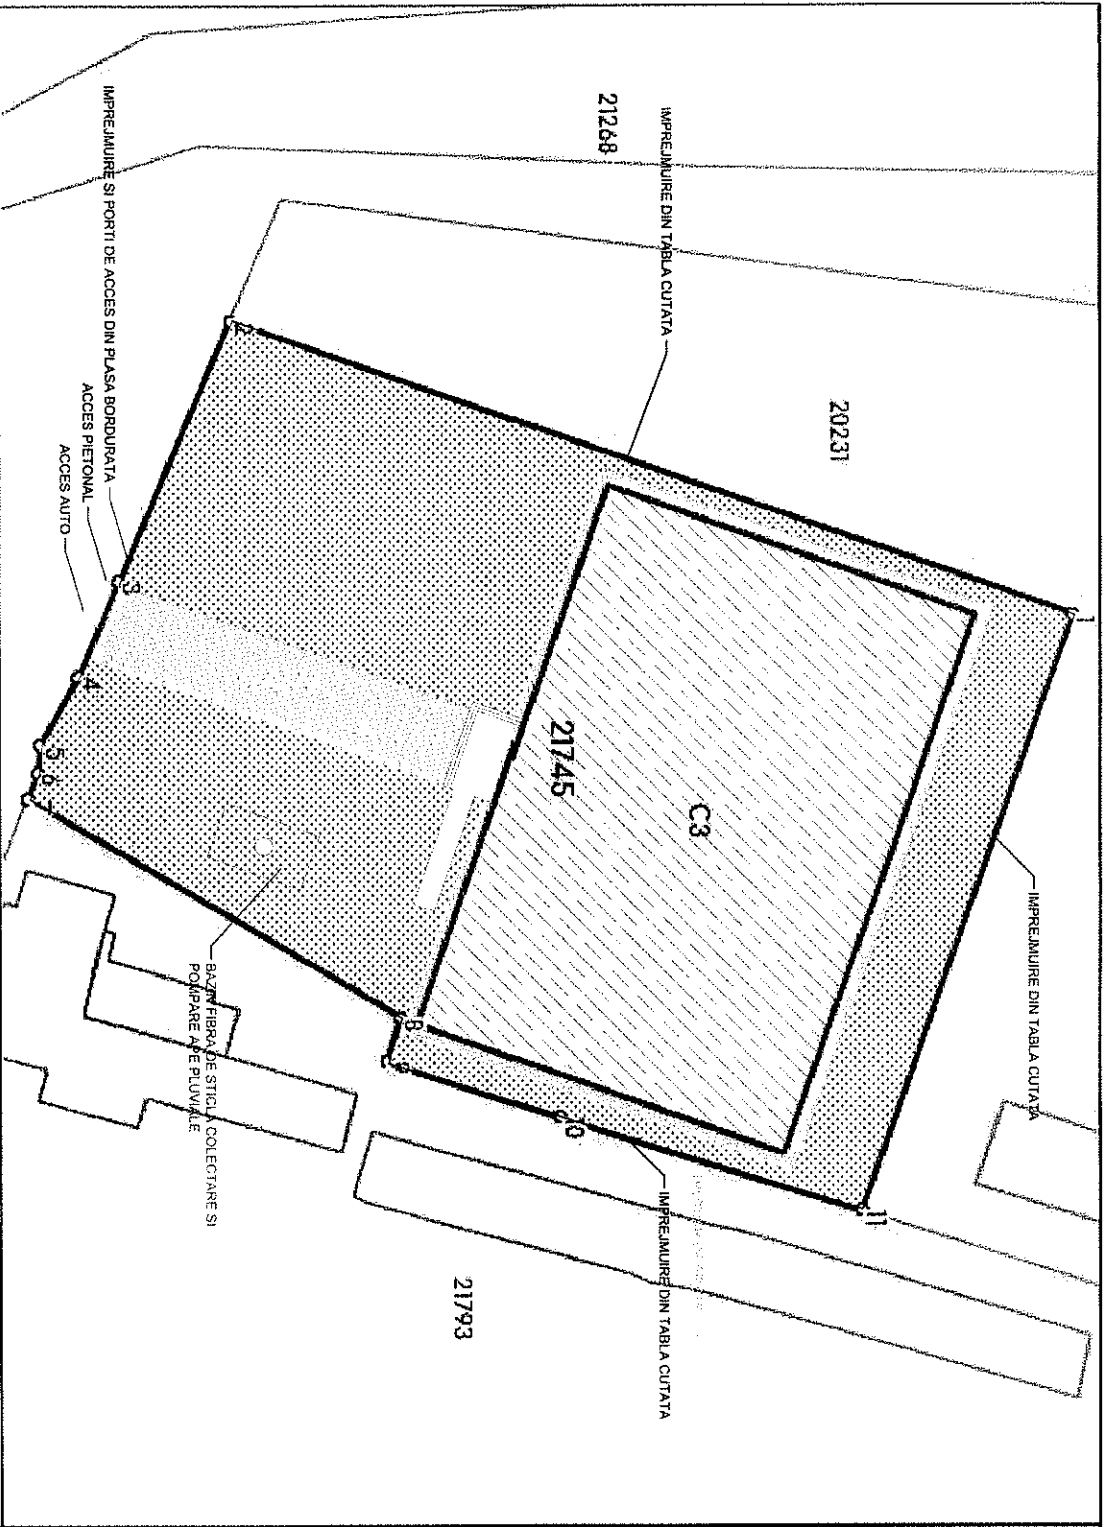 IMPREJMUIRE DIN TABLA CUTATA
1
11
20231
IMPREJMUIRE DIN TABLA CUTATA
C3
21268
21745
10
IMPREJMUIRE DIN TABLA CUTATA
8
21793
2
BAZIN FIBRA DE STICLA COLECTARE SI
POMPARE APE PLUVIALE
3
4
5
6
7
IMPREJMUIRE SI PORTI DE ACCES DIN PLASA BORDURATA
ACCES PIETONAL
ACCES AUTO